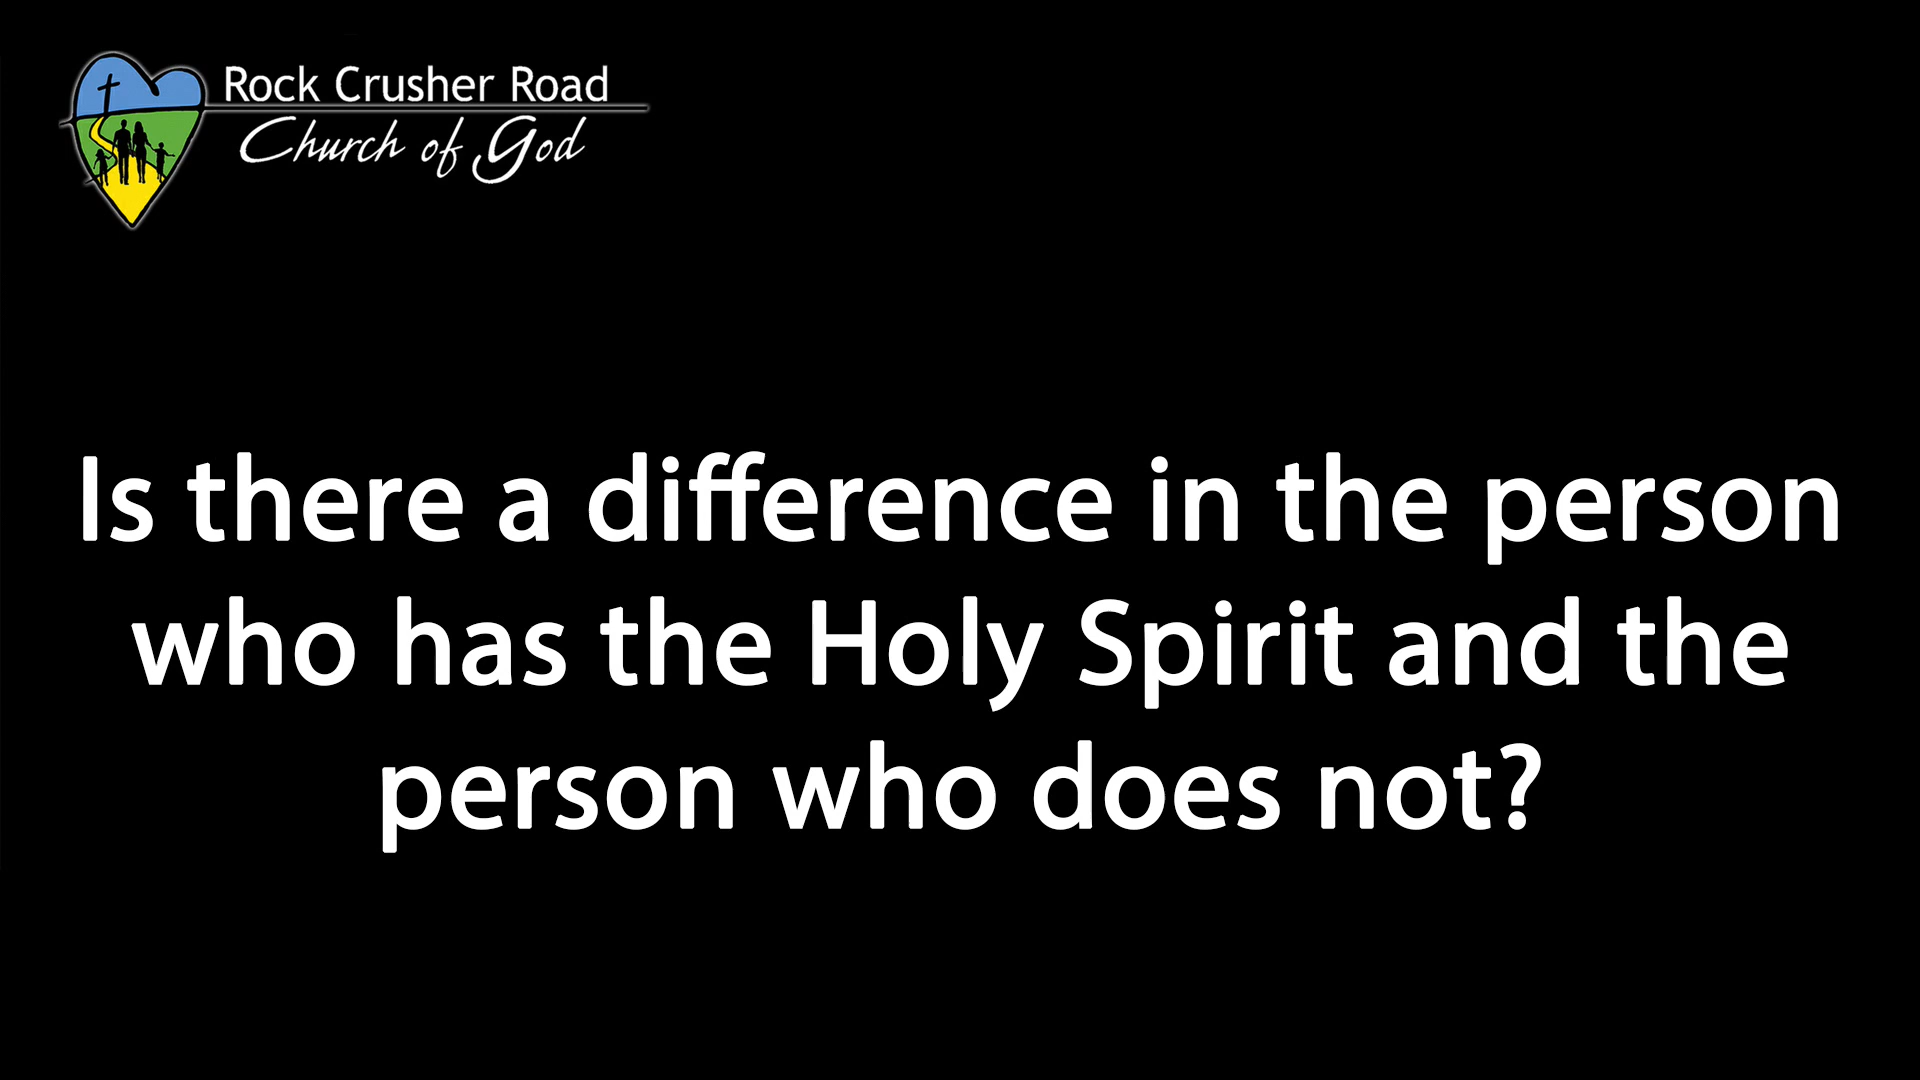 Rock Crusher Road
Church of God
Is there a difference in the person
who has the Holy Spirit and the
person who does not?